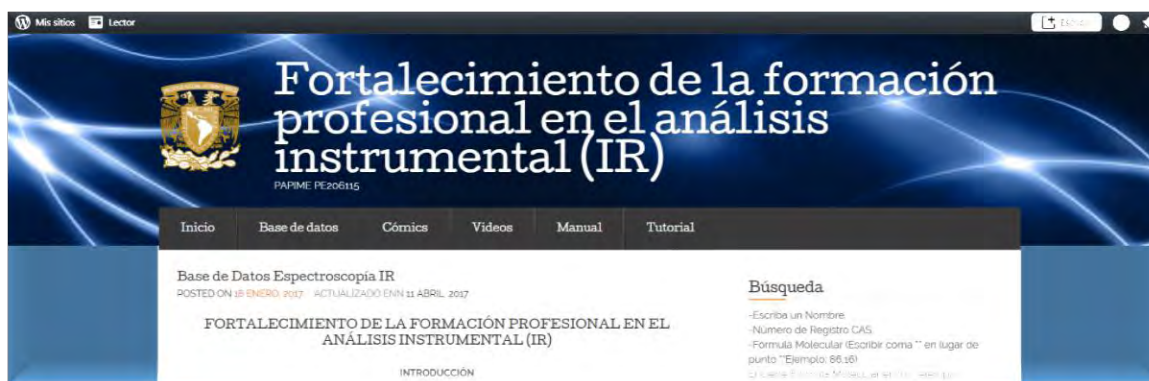 Mis sitios Lector
Fortalecimiento de la formación
profesional en el análisis
instrumental (IR)
PAPIME PE206115
Inicio Base de datos Cómics Videos Manual Tutorial
Base de Datos Espectroscopía IR
POSTED ON 18 ENERO, 2017 ACTUALIZADO ENN 11 ABRIL, 2017
FORTALECIMIENTO DE LA FORMACIÓN PROFESIONAL EN EL
ANÁLISIS INSTRUMENTAL (IR)
INTRODUCCIÓN
Búsqueda
-Escriba un Nombre.
-Número de Registro CAS.
-Fórmula Molecular (Escribir coma "" en lugar de
punto ""Ejemplo: 86,16)